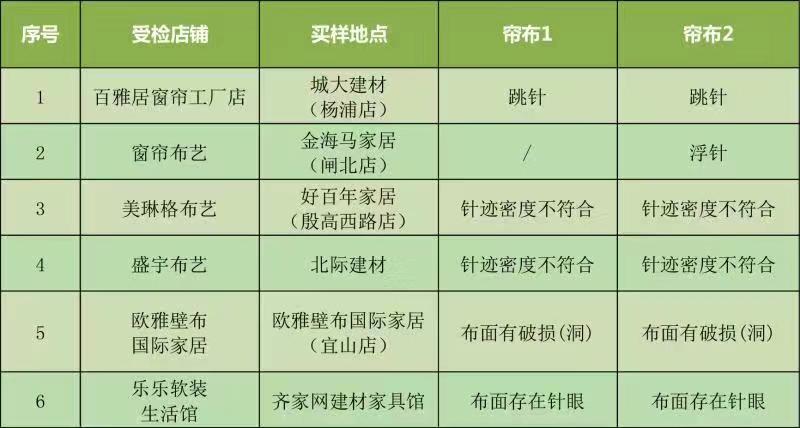 序号 受检店铺 买样地点 帘布1 帘布2
1 百雅居窗帘工厂店 城大建材 跳针 跳针
（杨浦店）
2 窗帘布艺 金海马家居 / 浮针
（闸北店）
3 美琳格布艺 好百年家居 针迹密度不符合 针迹密度不符合
（殷高西路店）
4 盛宇布艺 北际建材 针迹密度不符合 针迹密度不符合
5 欧雅壁布 欧雅壁布国际家居 布面有破损(洞) 布面有破损(洞)
国际家居 （宜山店）
6 乐乐软装 齐家网建材家具馆 布面存在针眼 布面存在针眼
生活馆